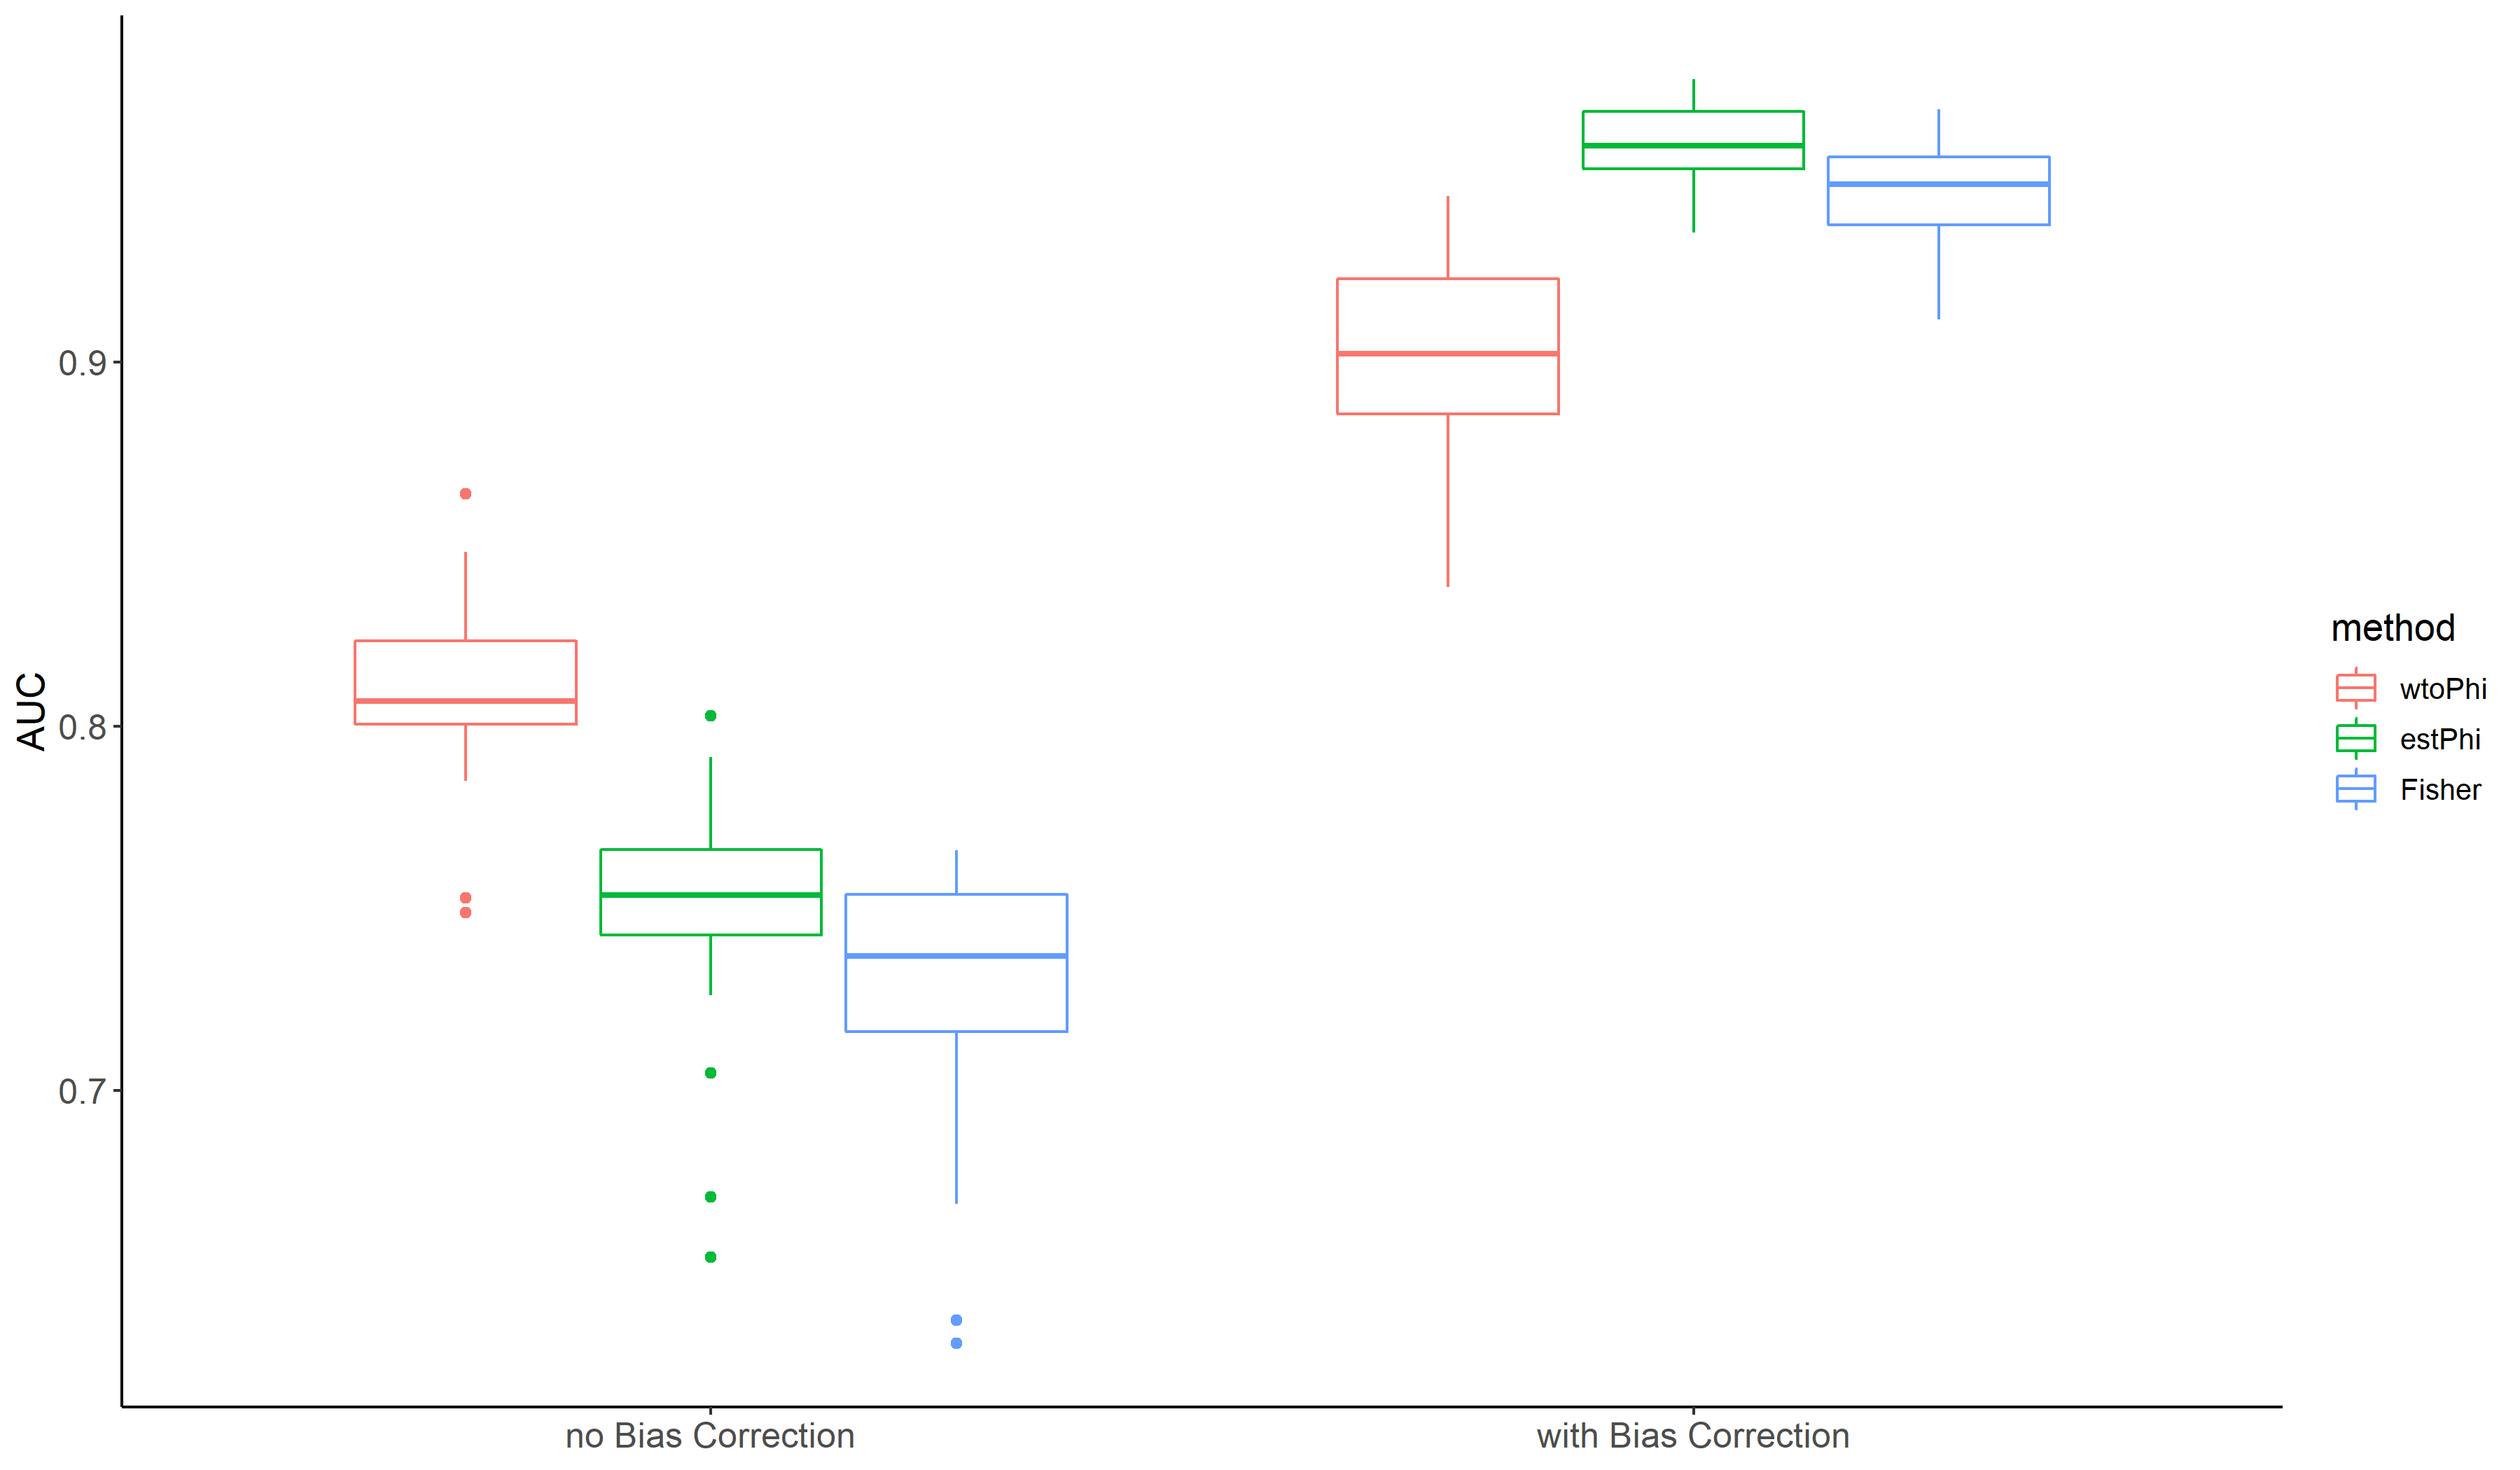 AUC
0.9
0.8
0.7
no Bias Correction
with Bias Correction
method
wtoPhi
estPhi
Fisher